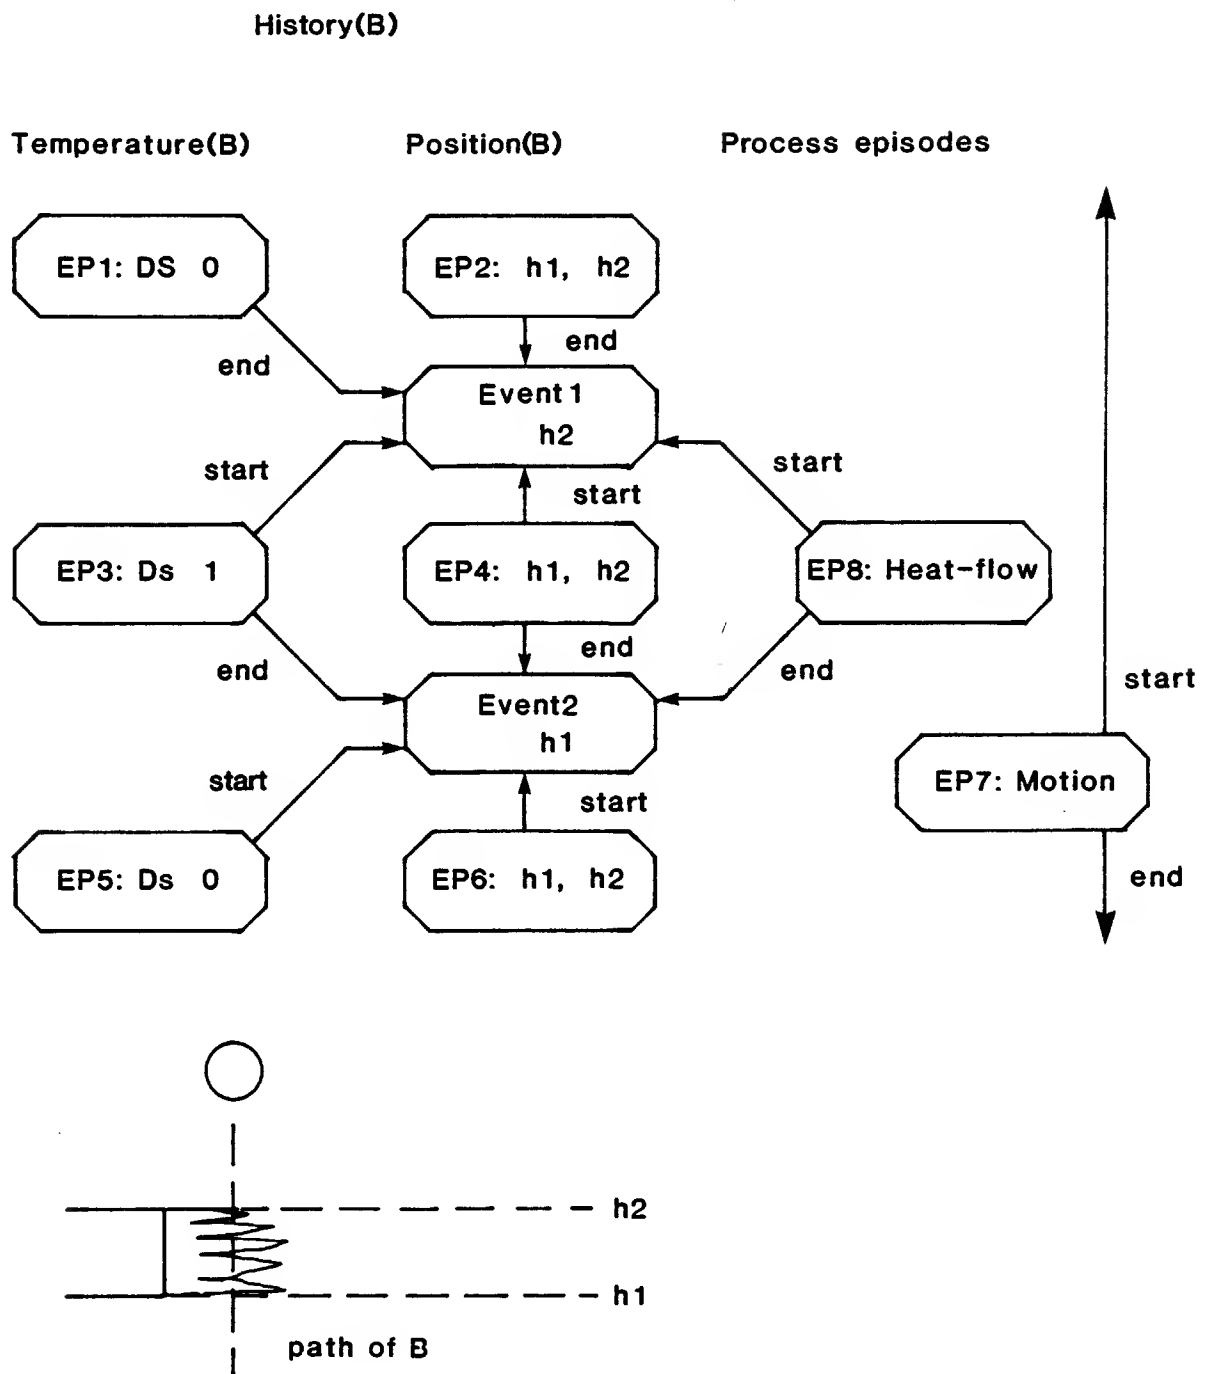 History(B)
Temperature(B) Position(B) Process episodes
EP1: DS 0 EP2: h1, h2
end end
Event1
h2
start start start
EP3: Ds 1 EP4: h1, h2 EP8: Heat-flow
end end end
start
Event2
h1
start start EP7: Motion
EP5: Ds 0 EP6: h1, h2
end
h2
h1
path of B